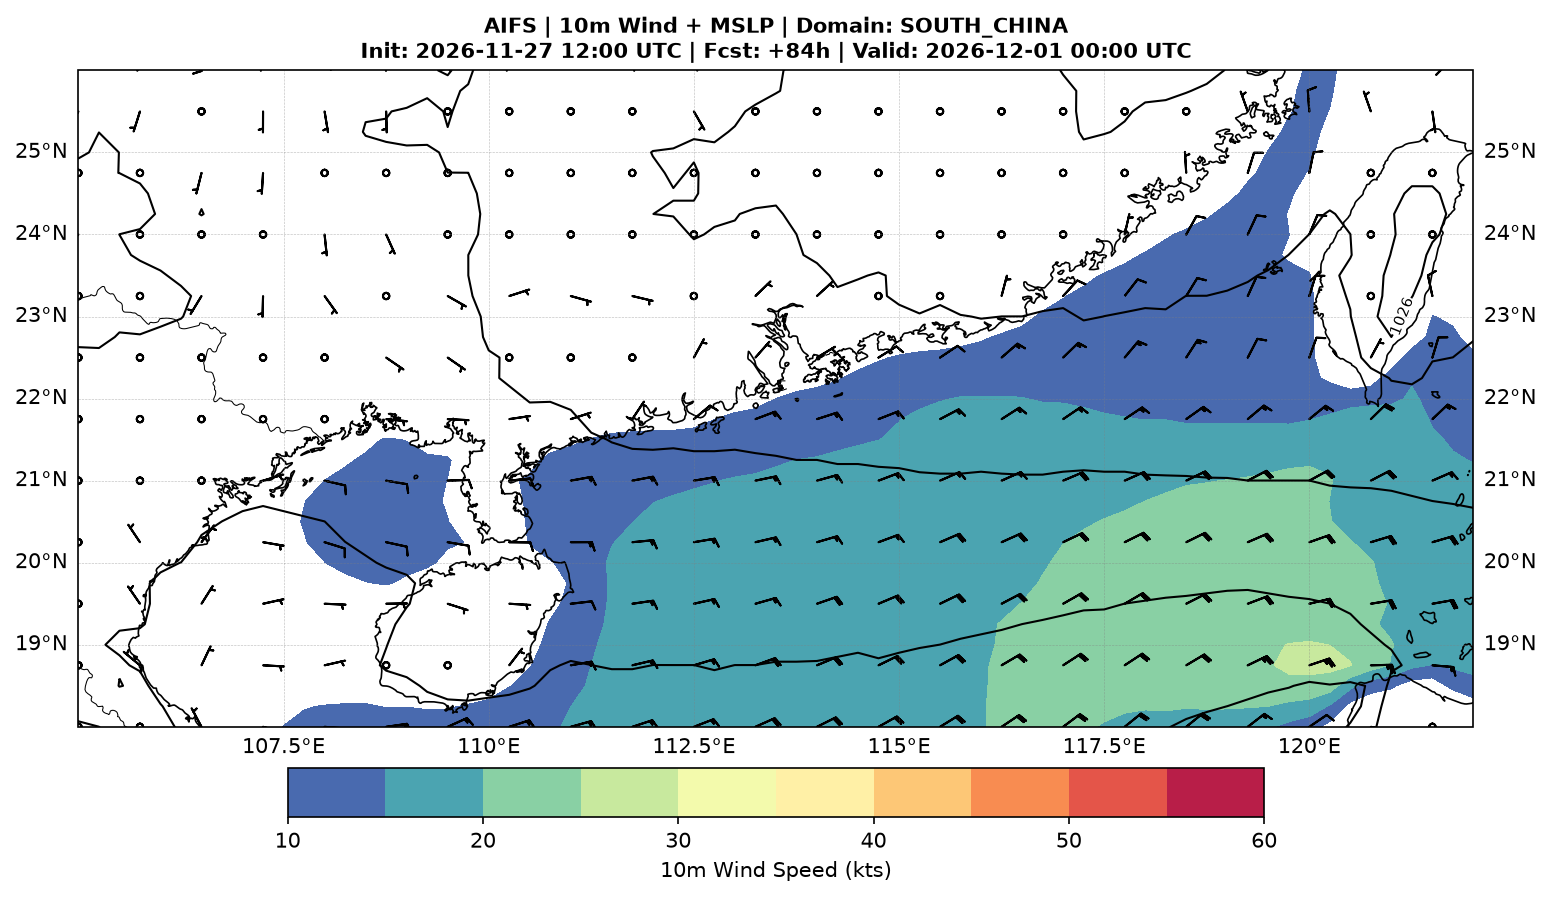 AIFS | 10m Wind + MSLP | Domain: SOUTH_CHINA
Init: 2026-11-27 12:00 UTC | Fcst: +84h | Valid: 2026-12-01 00:00 UTC
25°N 25°N
24°N 24°N
23°N 23°N
1026
22°N 22°N
21°N 21°N
20°N 20°N
19°N 19°N
107.5°E 110°E 112.5°E 115°E 117.5°E 120°E
10 20 30 40 50 60
10m Wind Speed (kts)